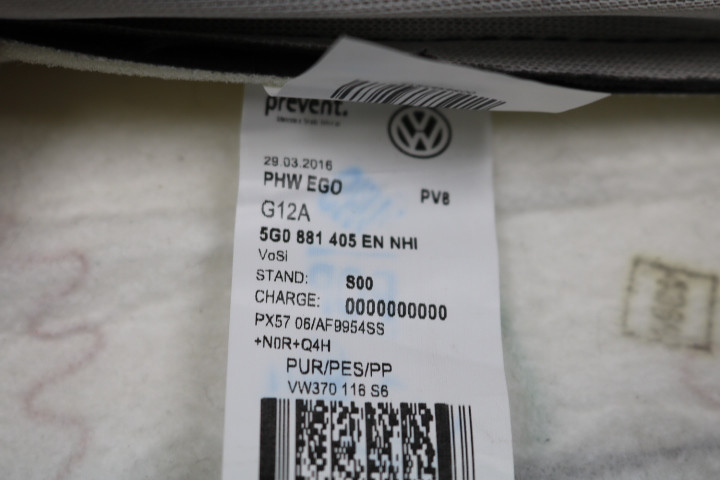 prevent.
29.03.2016
PHW EGO
PV8
G12A
5G0 881 405 EN NHI
VoSi
STAND: S00
CHARGE: 0000000000
PX57 06/AF9954SS
+N0R+Q4H
PUR/PES/PP
VW370 116 S6